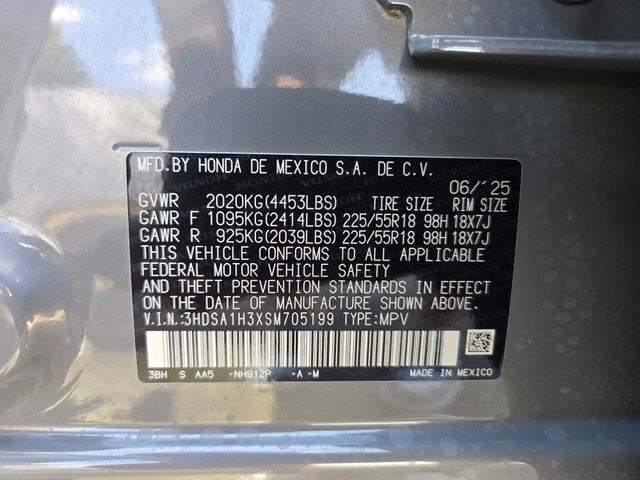 MFD.BY HONDA DE MEXICO S.A. DE C.V.
06/´25
GVWR 2020KG(4453LBS) TIRE SIZE RIM SIZE
GAWR F 1095KG(2414LBS) 225/55R18 98H 18X7J
GAWR R 925KG(2039LBS) 225/55R18 98H 18X7J
THIS VEHICLE CONFORMS TO ALL APPLICABLE
FEDERAL MOTOR VEHICLE SAFETY
AND THEFT PREVENTION STANDARDS IN EFFECT
ON THE DATE OF MANUFACTURE SHOWN ABOVE.
V.I.N.:3HDSA1H3XSM705199 TYPE:MPV
3BH S AA5 -NH912P -A -M
MADE IN MEXICO